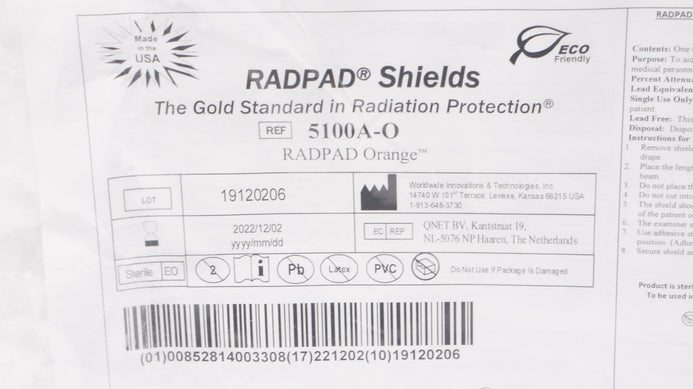 Made
in the
USA
ECO
Friendly
RADPAD® Shields
The Gold Standard in Radiation Protection®
REF 5100A-O
RADPAD Orange™
LOT 19120206
Worldwide Innovations & Technologies, Inc
14740 W 101st Terrace, Lenexa, Kansas 66215 USA
1-913-648-3730
2022/12/02
yyyy/mm/dd
EC REP
QNET BV, Kantstraat 19,
NL-5076 NP Haaren, The Netherlands
Sterile EO
2
i
Pb
Latex
PVC
Do Not Use If Package Is Damaged
(01)00852814003308(17)221202(10)19120206
RADPAD
Contents: One
Purpose: To aid
medical personn
Percent Attenua
Lead Equivalen
Single Use Only
patient.
Lead Free: This
Disposal: Dispo
Instructions for
1. Remove shiel
drape.
2. Place the leng
beam.
3. Do not place t
4. Do not cut into
5. The shield shou
of the patient o
6. The examiner s
7. Use adhesive st
position. (Adhe
8. Secure shield a
Product is steri
To be used i